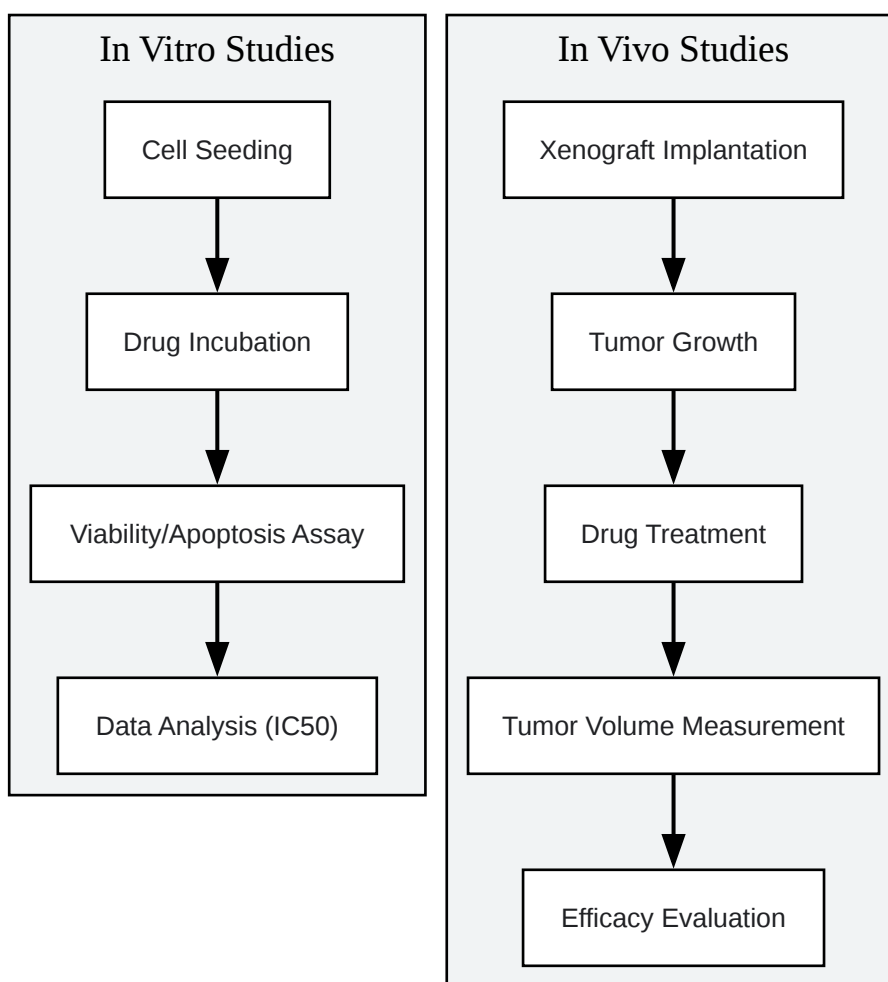 In Vitro Studies
Cell Seeding
Drug Incubation
Viability/Apoptosis Assay
Data Analysis (IC50)
In Vivo Studies
Xenograft Implantation
Tumor Growth
Drug Treatment
Tumor Volume Measurement
Efficacy Evaluation